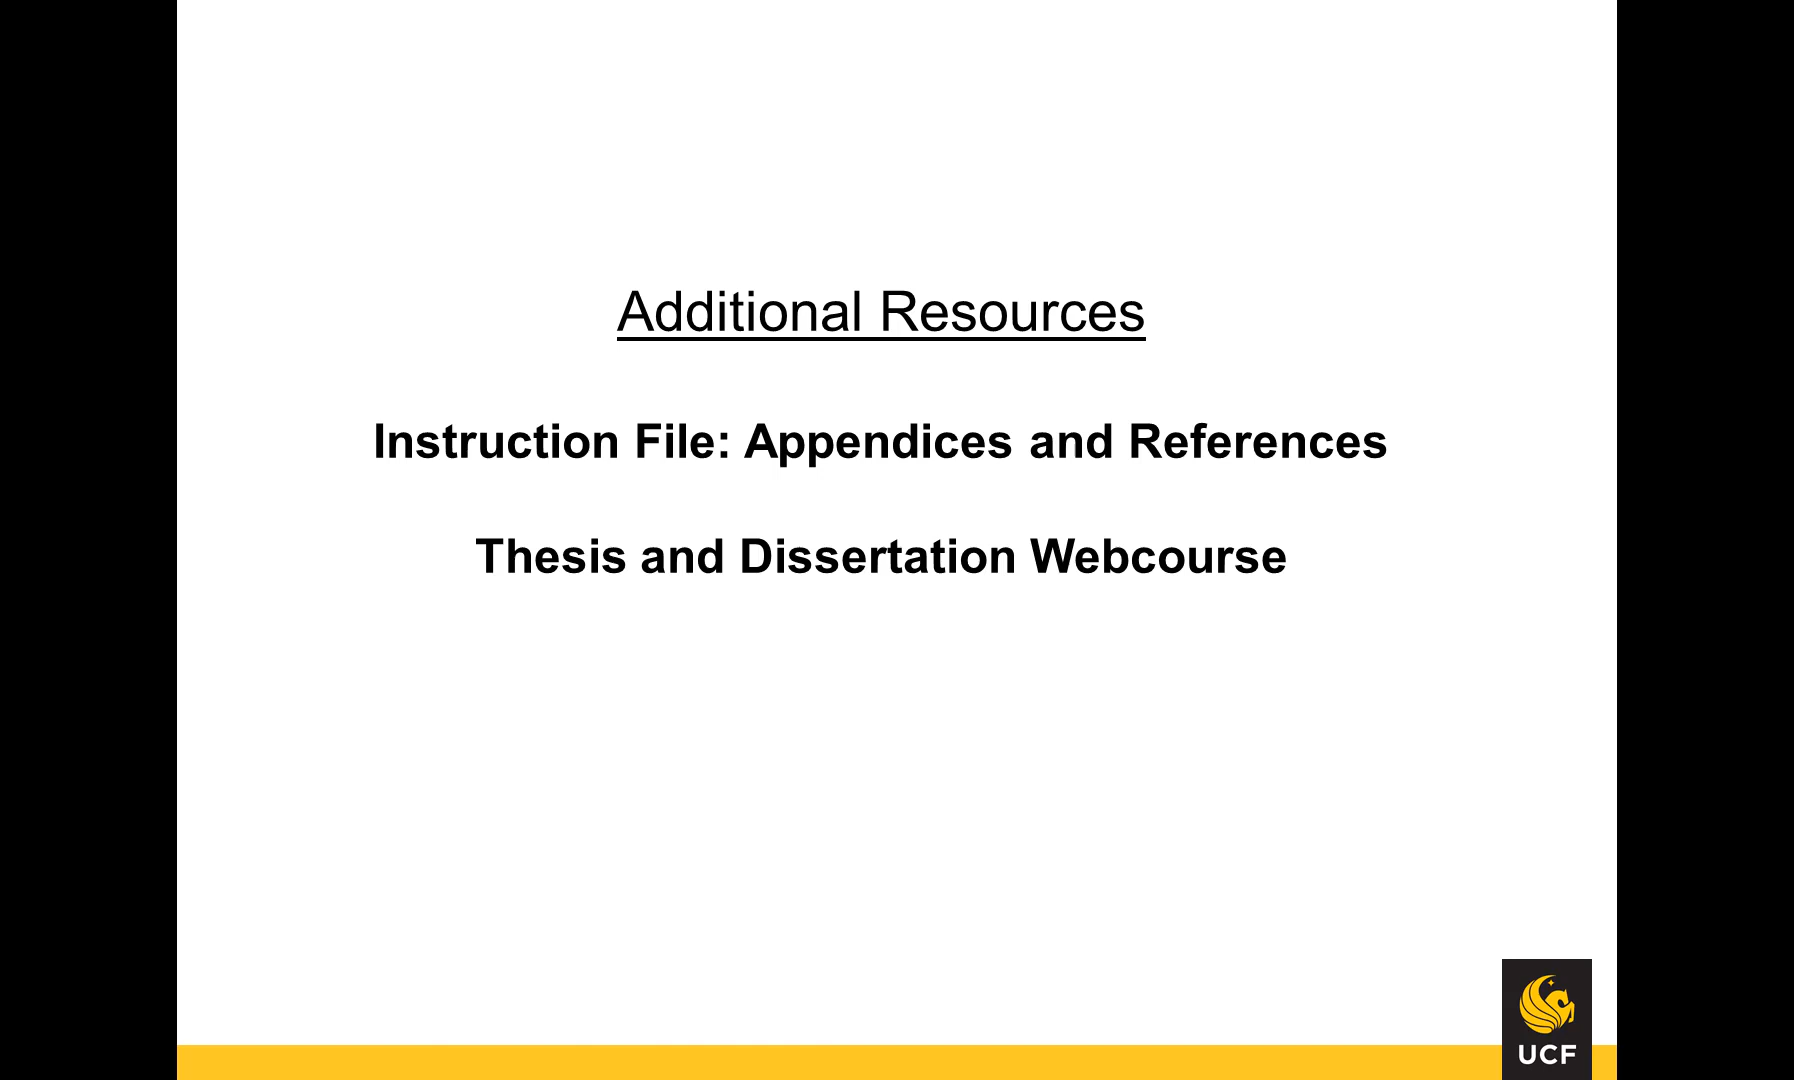 Additional Resources
Instruction File: Appendices and References
Thesis and Dissertation Webcourse
UCF